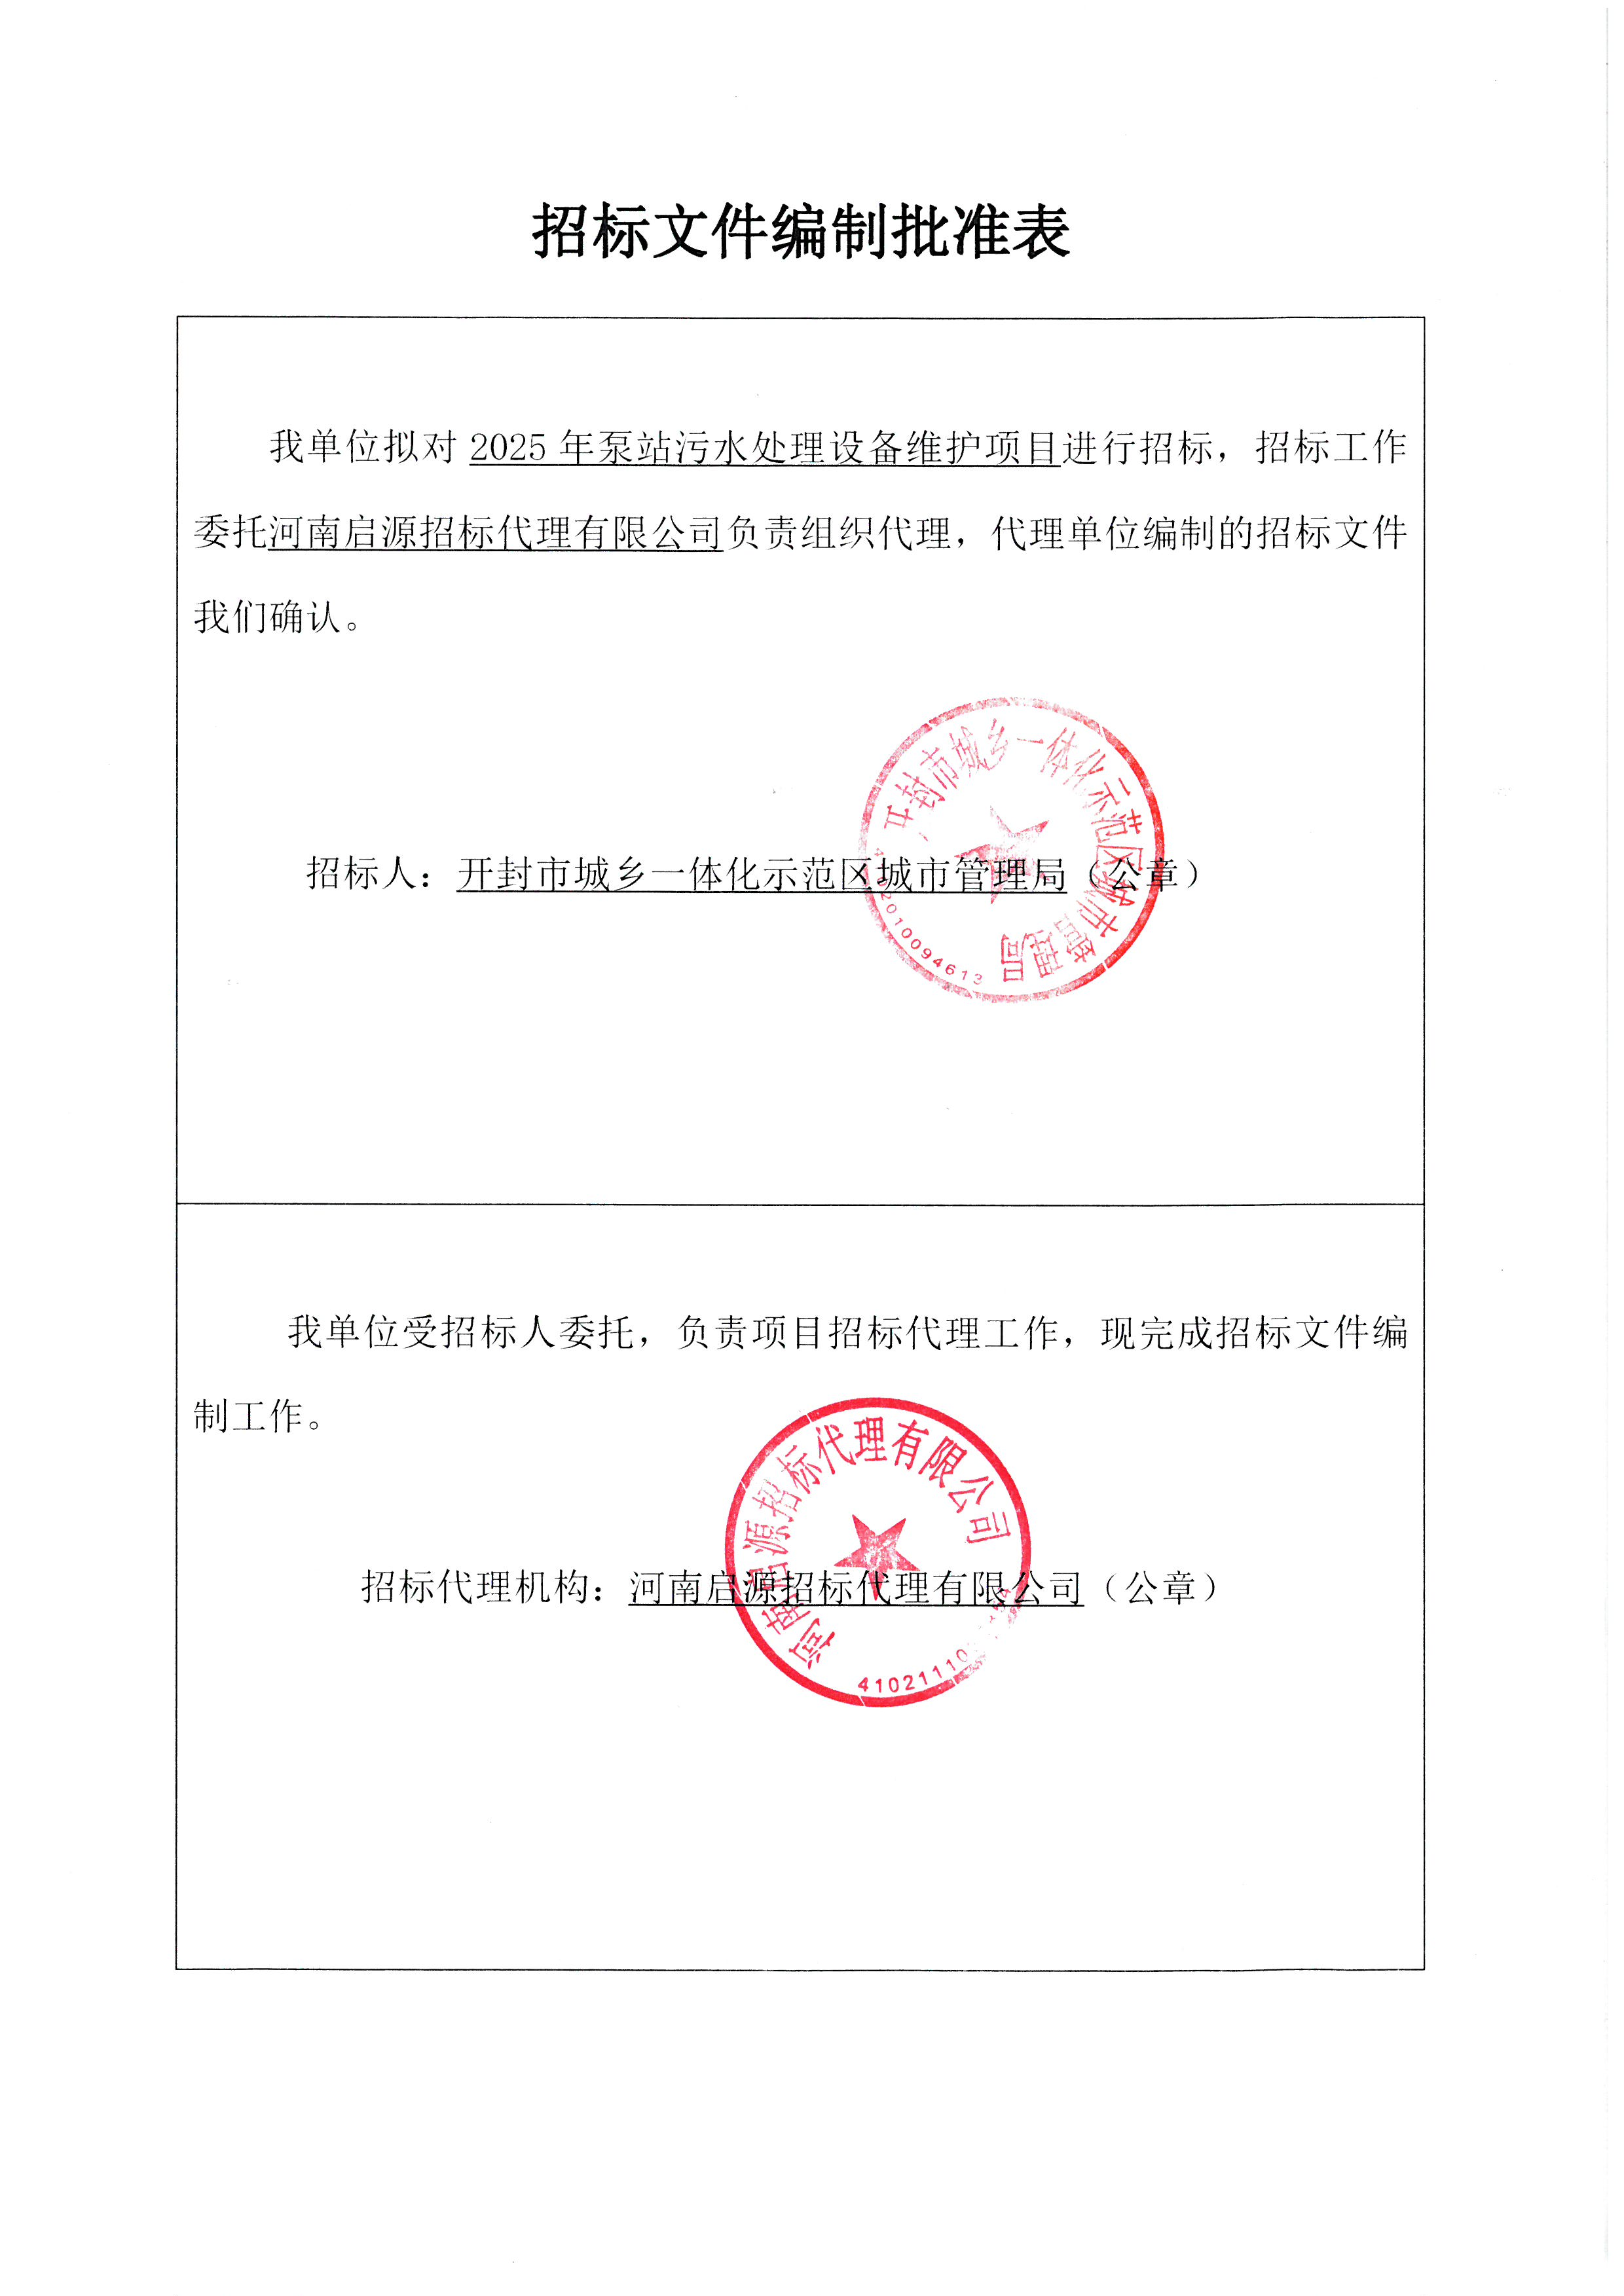 招标文件编制批准表
我单位拟对 2025 年泵站污水处理设备维护项目进行招标，招标工作
委托河南启源招标代理有限公司负责组织代理，代理单位编制的招标文件
我们确认。
开封市城乡一体化示范区城市管理局
招标人：开封市城乡一体化示范区城市管理局（公章）
我单位受招标人委托，负责项目招标代理工作，现完成招标文件编
制工作。
河南启源招标代理有限公司
招标代理机构：河南启源招标代理有限公司（公章）